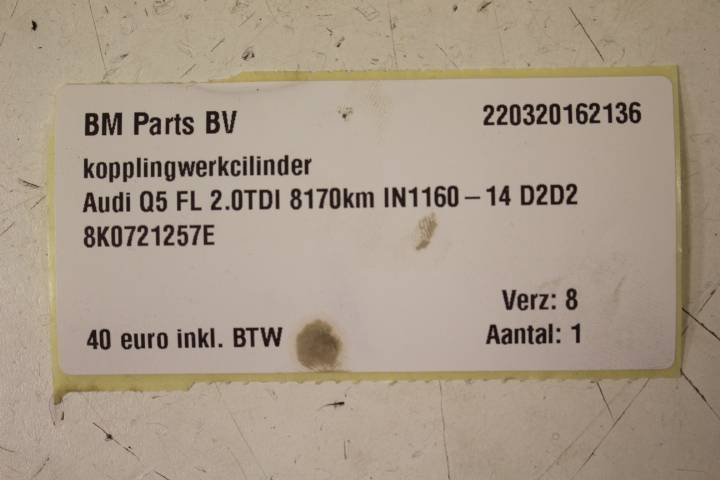 BM Parts BV 220320162136
kopplingwerkcilinder
Audi Q5 FL 2.0TDI 8170km IN1160-14 D2D2
8K0721257E
Verz: 8
40 euro inkl. BTW Aantal: 1